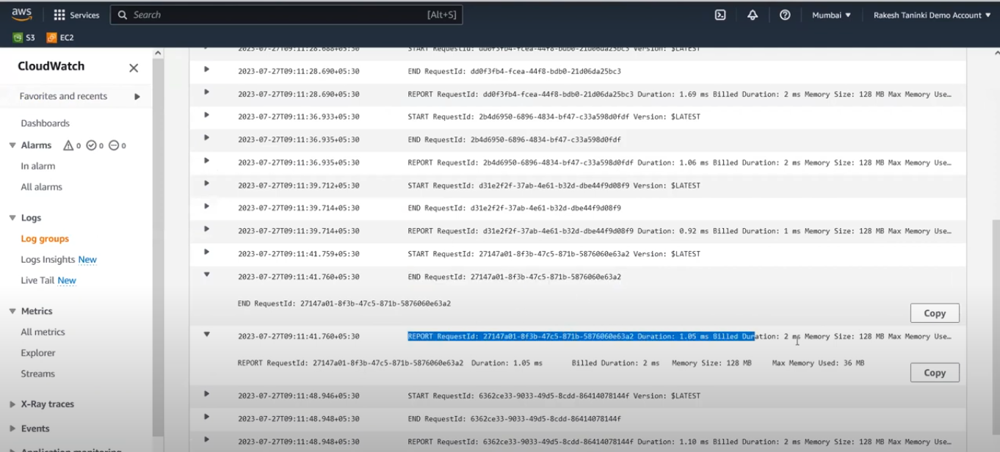 aws Services Search [Alt+S] Mumbai ▼ Rakesh Taninki Demo Account ▼
S3 EC2
CloudWatch
Favorites and recents
Dashboards
Alarms 0 0 0
In alarm
All alarms
Logs
Log groups
Logs Insights New
Live Tail New
Metrics
All metrics
Explorer
Streams
X-Ray traces
Events
Application monitoring
2023-07-27T09:11:28.688+05:30 START RequestId: dd0f3fb4-fcea-44f8-bdb0-21d06da25bc3 Version: $LATEST
2023-07-27T09:11:28.690+05:30 END RequestId: dd0f3fb4-fcea-44f8-bdb0-21d06da25bc3
2023-07-27T09:11:28.690+05:30 REPORT RequestId: dd0f3fb4-fcea-44f8-bdb0-21d06da25bc3 Duration: 1.69 ms Billed Duration: 2 ms Memory Size: 128 MB Max Memory Use…
2023-07-27T09:11:36.933+05:30 START RequestId: 2b4d6950-6896-4834-bf47-c33a598d0fdf Version: $LATEST
2023-07-27T09:11:36.935+05:30 END RequestId: 2b4d6950-6896-4834-bf47-c33a598d0fdf
2023-07-27T09:11:36.935+05:30 REPORT RequestId: 2b4d6950-6896-4834-bf47-c33a598d0fdf Duration: 1.06 ms Billed Duration: 2 ms Memory Size: 128 MB Max Memory Use…
2023-07-27T09:11:39.712+05:30 START RequestId: d31e2f2f-37ab-4e61-b32d-dbe44f9d08f9 Version: $LATEST
2023-07-27T09:11:39.714+05:30 END RequestId: d31e2f2f-37ab-4e61-b32d-dbe44f9d08f9
2023-07-27T09:11:39.714+05:30 REPORT RequestId: d31e2f2f-37ab-4e61-b32d-dbe44f9d08f9 Duration: 0.92 ms Billed Duration: 1 ms Memory Size: 128 MB Max Memory Use…
2023-07-27T09:11:41.759+05:30 START RequestId: 27147a01-8f3b-47c5-871b-5876060e63a2 Version: $LATEST
2023-07-27T09:11:41.760+05:30 END RequestId: 27147a01-8f3b-47c5-871b-5876060e63a2
END RequestId: 27147a01-8f3b-47c5-871b-5876060e63a2
Copy
2023-07-27T09:11:41.760+05:30 REPORT RequestId: 27147a01-8f3b-47c5-871b-5876060e63a2 Duration: 1.05 ms Billed Duration: 2 ms Memory Size: 128 MB Max Memory Use…
REPORT RequestId: 27147a01-8f3b-47c5-871b-5876060e63a2 Duration: 1.05 ms Billed Duration: 2 ms Memory Size: 128 MB Max Memory Used: 36 MB
Copy
2023-07-27T09:11:48.946+05:30 START RequestId: 6362ce33-9033-49d5-8cdd-86414078144f Version: $LATEST
2023-07-27T09:11:48.948+05:30 END RequestId: 6362ce33-9033-49d5-8cdd-86414078144f
2023-07-27T09:11:48.948+05:30 REPORT RequestId: 6362ce33-9033-49d5-8cdd-86414078144f Duration: 1.10 ms Billed Duration: 2 ms Memory Size: 128 MB Max Memory Use…